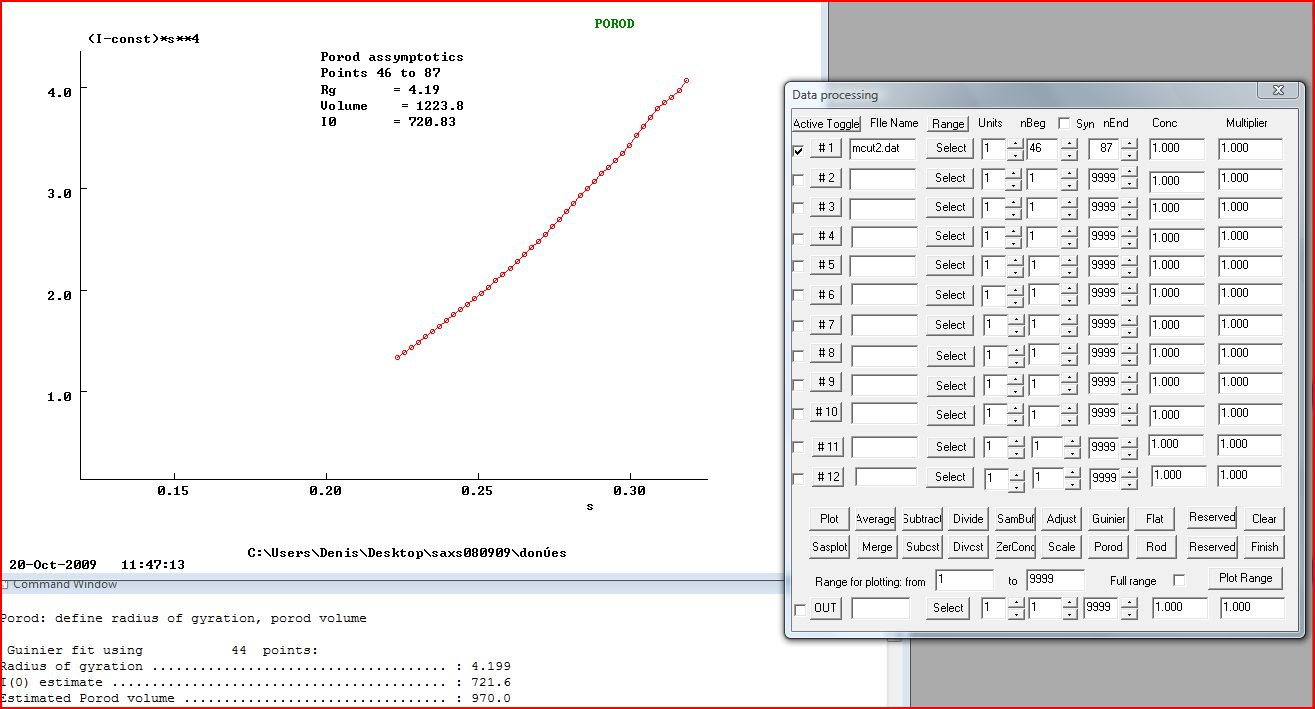 POROD
(I-const)*s**4
Porod assymptotics
Points 46 to 87
Rg = 4.19
Volume = 1223.8
I0 = 720.83
4.0
3.0
2.0
1.0
0.15 0.20 0.25 0.30
s
C:\Users\Denis\Desktop\saxs080909\donúes
20-Oct-2009 11:47:13
Command Window
Porod: define radius of gyration, porod volume
Guinier fit using 44 points:
Radius of gyration .................................... : 4.199
I(0) estimate ......................................... : 721.6
Estimated Porod volume ................................ : 970.0
Data processing
Active Toggle File Name Range Units nBeg Syn nEnd Conc Multiplier
#1 mcut2.dat Select 1 46 87 1.000 1.000
#2 Select 1 1 9999 1.000 1.000
#3 Select 1 1 9999 1.000 1.000
#4 Select 1 1 9999 1.000 1.000
#5 Select 1 1 9999 1.000 1.000
#6 Select 1 1 9999 1.000 1.000
#7 Select 1 1 9999 1.000 1.000
#8 Select 1 1 9999 1.000 1.000
#9 Select 1 1 9999 1.000 1.000
#10 Select 1 1 9999 1.000 1.000
#11 Select 1 1 9999 1.000 1.000
#12 Select 1 1 9999 1.000 1.000
Plot Average Subtract Divide SamBuf Adjust Guinier Flat Reserved Clear
Sasplot Merge Subcst Divcst ZerConc Scale Porod Rod Reserved Finish
Range for plotting: from 1 to 9999 Full range Plot Range
OUT Select 1 1 9999 1.000 1.000